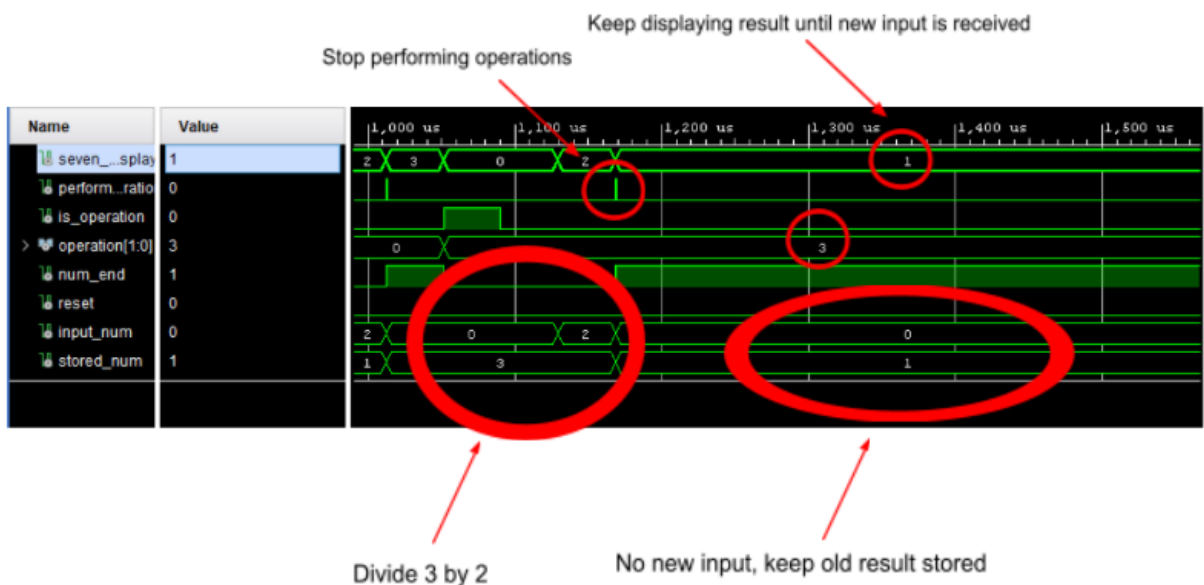 Keep displaying result until new input is received
Stop performing operations
Name Value
1,000 us 1,100 us 1,200 us 1,300 us 1,400 us 1,500 us
seven_...splay 1 2 3 0 2 1
perform...ratio 0
is_operation 0
operation[1:0] 3 0 3
num_end 1
reset 0
input_num 0 2 0 2 0
stored_num 1 1 3 1
Divide 3 by 2
No new input, keep old result stored